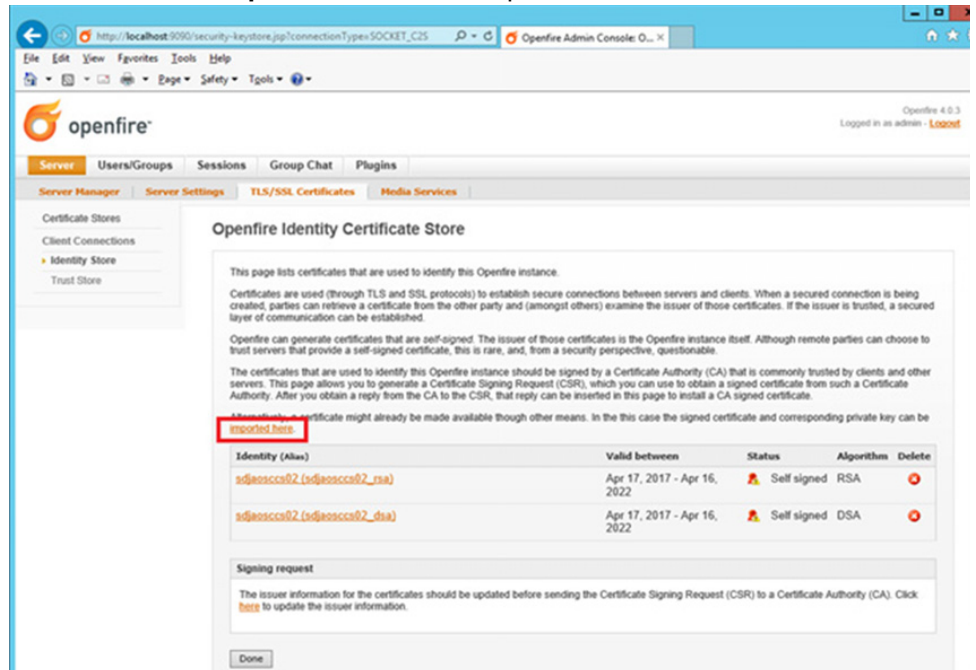 http://localhost:9090/security-keystore.jsp?connectionType=SOCKET_C2S
Openfire Admin Console: O... ×
File Edit View Favorites Tools Help
Page Safety Tools
openfire
Openfire 4.0.3
Logged in as admin - Logout
Server Users/Groups Sessions Group Chat Plugins
Server Manager Server Settings TLS/SSL Certificates Media Services
Certificate Stores
Client Connections
Identity Store
Trust Store
Openfire Identity Certificate Store
This page lists certificates that are used to identify this Openfire instance.
Certificates are used (through TLS and SSL protocols) to establish secure connections between servers and clients. When a secured connection is being
created, parties can retrieve a certificate from the other party and (amongst others) examine the issuer of those certificates. If the issuer is trusted, a secured
layer of communication can be established.
Openfire can generate certificates that are self-signed. The issuer of those certificates is the Openfire instance itself. Although remote parties can choose to
trust servers that provide a self-signed certificate, this is rare, and, from a security perspective, questionable.
The certificates that are used to identify this Openfire instance should be signed by a Certificate Authority (CA) that is commonly trusted by clients and other
servers. This page allows you to generate a Certificate Signing Request (CSR), which you can use to obtain a signed certificate from such a Certificate
Authority. After you obtain a reply from the CA to the CSR, that reply can be inserted in this page to install a CA signed certificate.
Alternatively, a certificate might already be made available though other means. In the this case the signed certificate and corresponding private key can be
imported here.
Identity (Alias) Valid between Status Algorithm Delete
sdjaosccs02 (sdjaosccs02_rsa) Apr 17, 2017 - Apr 16, Self signed RSA
2022
sdjaosccs02 (sdjaosccs02_dsa) Apr 17, 2017 - Apr 16, Self signed DSA
2022
Signing request
The issuer information for the certificates should be updated before sending the Certificate Signing Request (CSR) to a Certificate Authority (CA). Click
here to update the issuer information.
Done